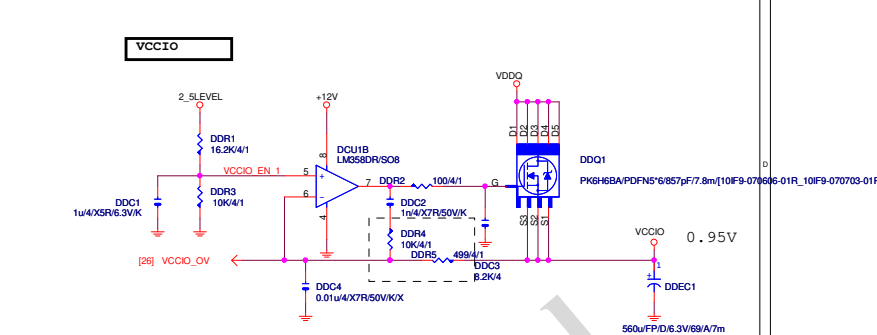 VCCIO
VDDQ
2_5LEVEL
+12V
D1
D2
D3
D4
D5
DDR1
16.2K/4/1
8
DCU1B
LM358DR/SO8
DDQ1
D
VCCIO_EN_1
5
+
7
DDR2
100/4/1
G
PK6H6BA/PDFN5*6/857pF/7.8m/[10IF9-070606-01R_10IF9-070703-01R
DDR3
10K/4/1
6
-
4
DDC1
1u/4/X5R/6.3V/K
DDC2
1n/4/X7R/50V/K
S3
S2
S1
DDR4
10K/4/1
VCCIO
0.95V
[26] VCCIO_OV
DDR5
499/4/1
DDC3
8.2K/4
1
+
DDC4
0.01u/4/X7R/50V/K/X
DDEC1
560u/FP/D/6.3V/69/A/7m